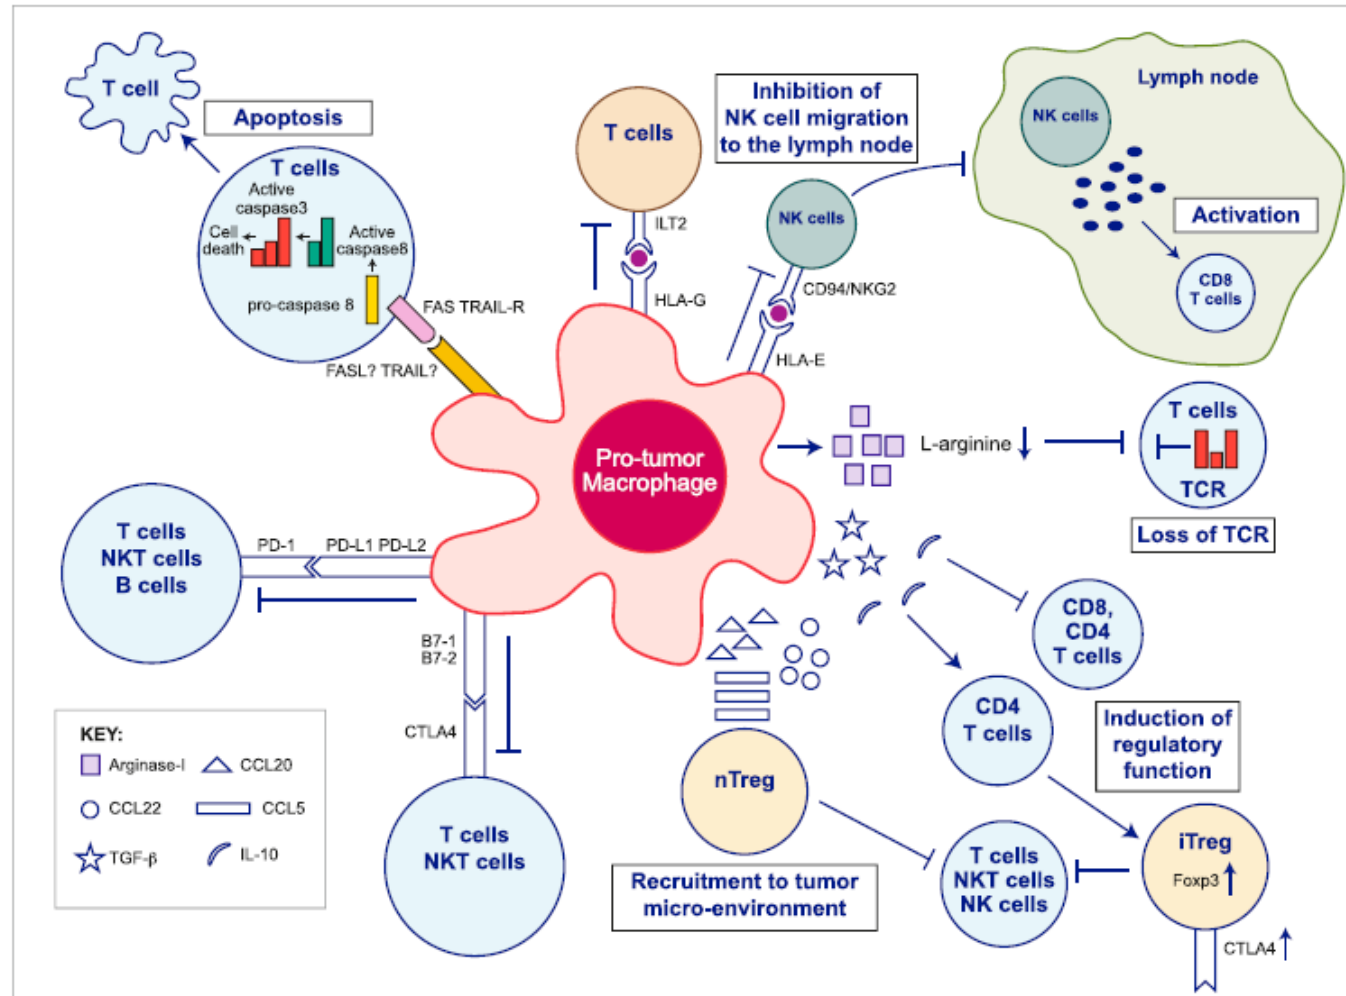 T cell
Apoptosis
T cells
Active
caspase3
Cell
death
Active
caspase8
pro-caspase 8
FAS TRAIL-R
FASL? TRAIL?
T cells
ILT2
HLA-G
Inhibition of
NK cell migration
to the lymph node
NK cells
CD94/NKG2
HLA-E
Lymph node
NK cells
Activation
CD8
T cells
Pro-tumor
Macrophage
L-arginine
T cells
TCR
Loss of TCR
T cells
NKT cells
B cells
PD-1
PD-L1 PD-L2
B7-1
B7-2
CTLA4
T cells
NKT cells
CD8,
CD4
T cells
CD4
T cells
Induction of
regulatory
function
nTreg
Recruitment to tumor
micro-environment
T cells
NKT cells
NK cells
iTreg
Foxp3
CTLA4
KEY:
Arginase-I
CCL20
CCL22
CCL5
TGF-β
IL-10